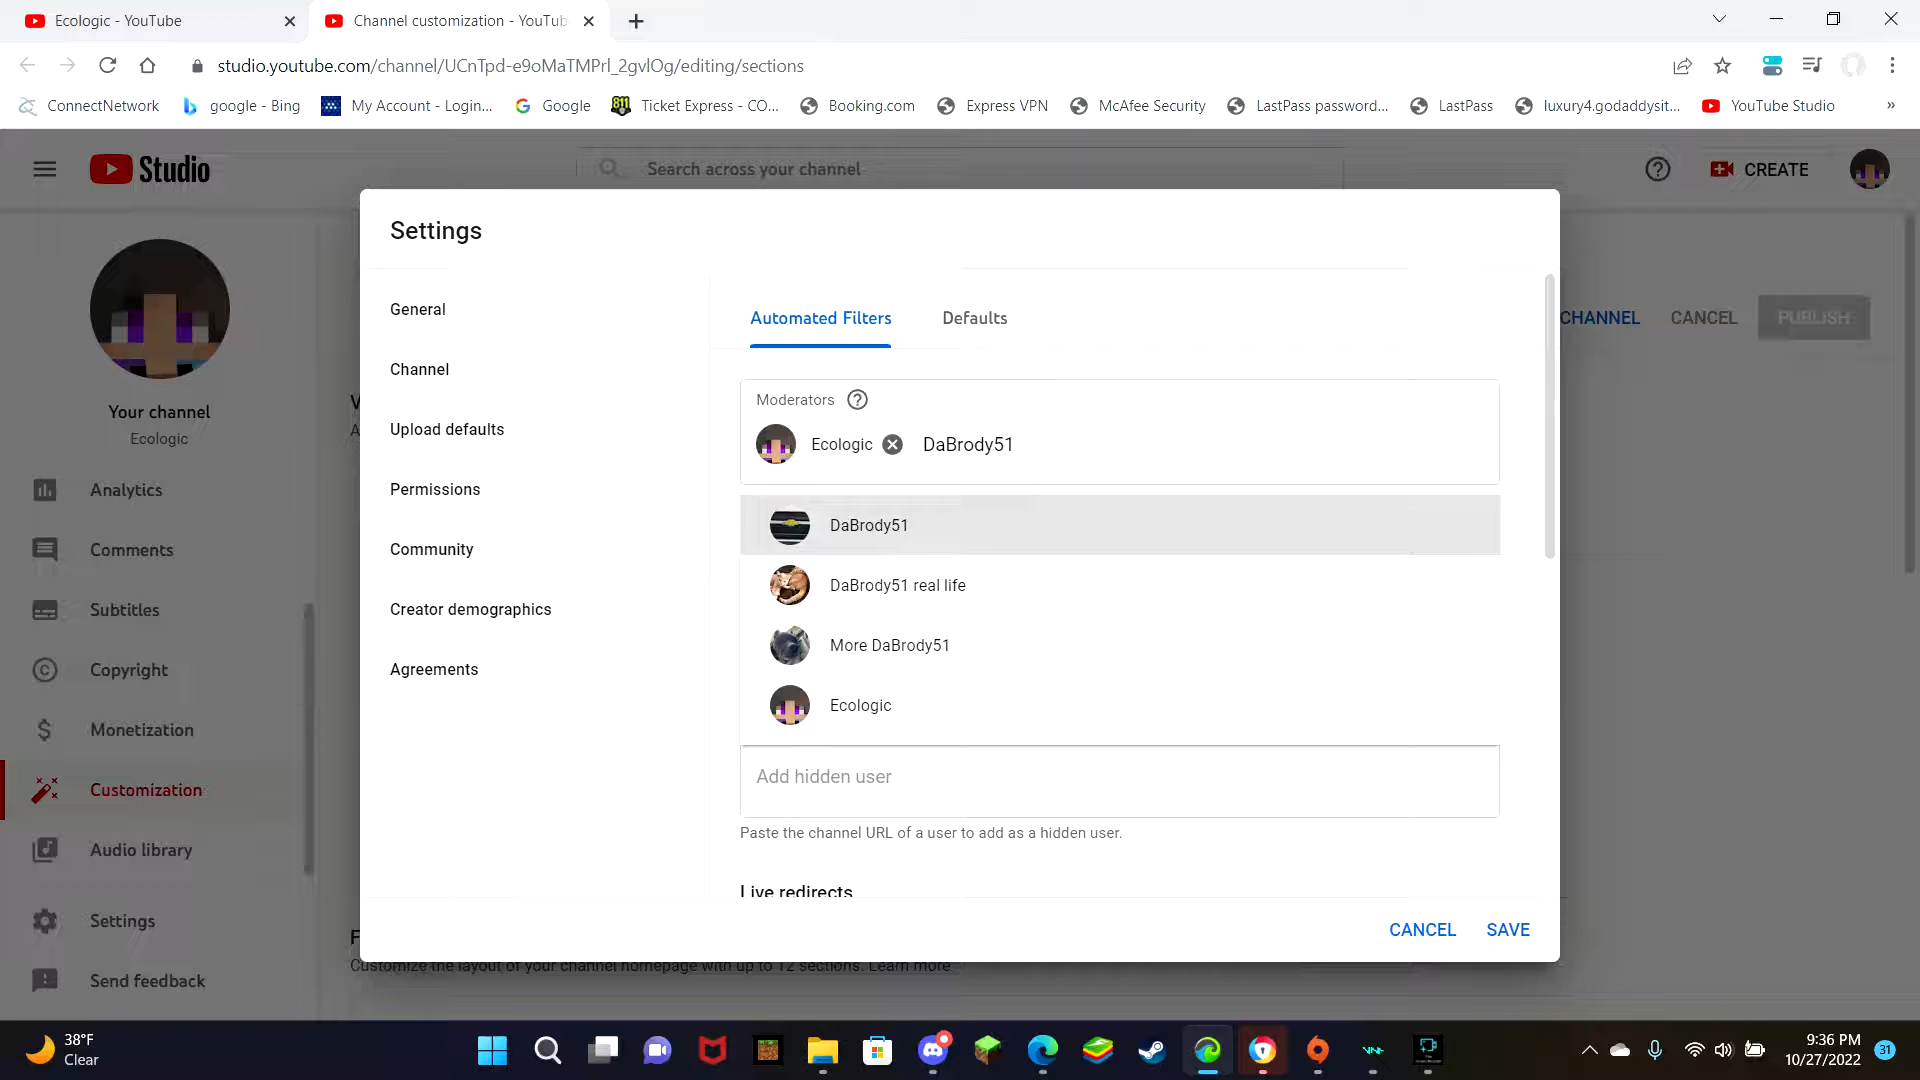 Ecologic - YouTube
Channel customization - YouTub
studio.youtube.com/channel/UCnTpd-e9oMaTMPrl_2gvlOg/editing/sections
ConnectNetwork
google - Bing
My Account - Login...
Google
Ticket Express - CO...
Booking.com
Express VPN
McAfee Security
LastPass password...
LastPass
luxury4.godaddysit...
YouTube Studio
»
Studio
Search across your channel
CREATE
Settings
Your channel
Ecologic
Analytics
Comments
Subtitles
Copyright
Monetization
Customization
Audio library
Settings
Send feedback
General
Channel
Upload defaults
Permissions
Community
Creator demographics
Agreements
Automated Filters
Defaults
Moderators
Ecologic
DaBrody51
DaBrody51
DaBrody51 real life
More DaBrody51
Ecologic
Add hidden user
Paste the channel URL of a user to add as a hidden user.
Live redirects
CANCEL
SAVE
CHANNEL
CANCEL
PUBLISH
Customize the layout of your channel homepage with up to 12 sections. Learn more
38°F
Clear
9:36 PM
10/27/2022
31